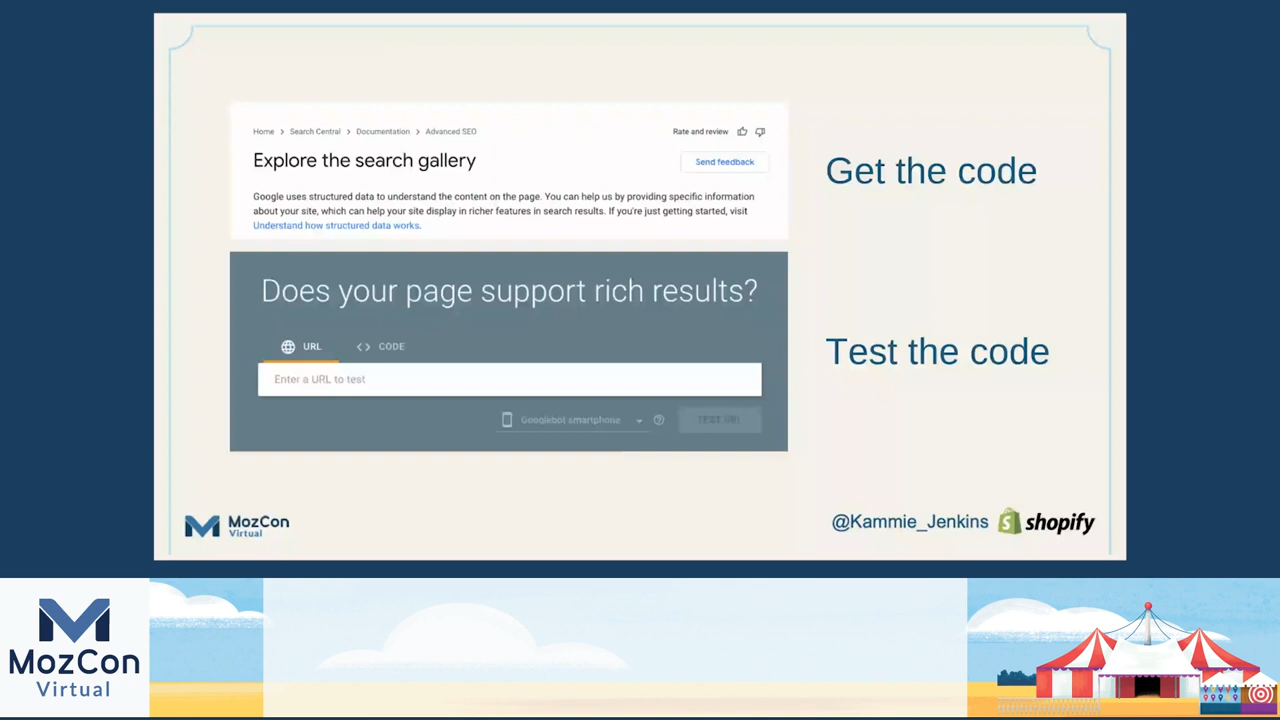 Home > Search Central > Documentation > Advanced SEO
Rate and review
Explore the search gallery
Send feedback
Google uses structured data to understand the content on the page. You can help us by providing specific information
about your site, which can help your site display in richer features in search results. If you're just getting started, visit
Understand how structured data works.
Get the code
Does your page support rich results?
URL
<> CODE
Enter a URL to test
Googlebot smartphone
TEST URL
Test the code
MozCon
Virtual
@Kammie_Jenkins
shopify
MozCon
Virtual